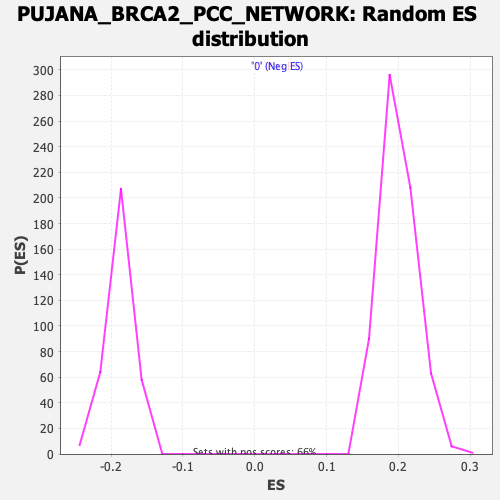 PUJANA_BRCA2_PCC_NETWORK: Random ES
distribution
"0" (Neg ES)
300
280
260
240
220
200
180
160
140
120
100
80
60
40
20
0
P(ES)
Sets with pos scores: 66%
-0.2 -0.1 0.0 0.1 0.2 0.3
ES